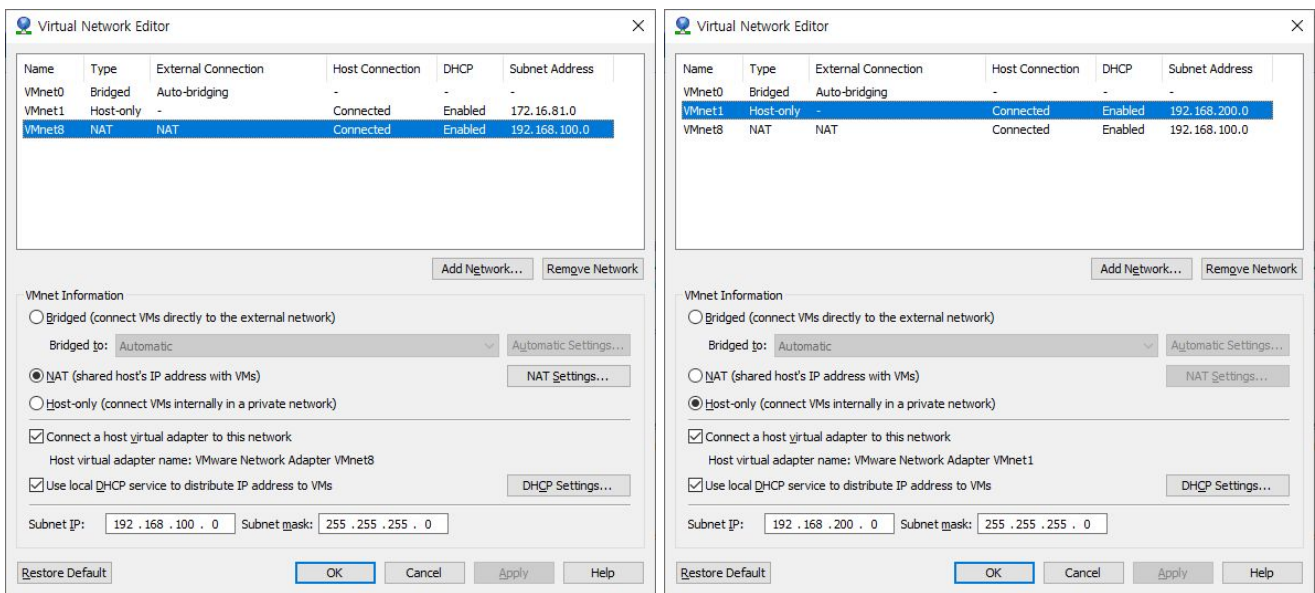 Virtual Network Editor
Name Type External Connection Host Connection DHCP Subnet Address
VMnet0 Bridged Auto-bridging - - -
VMnet1 Host-only - Connected Enabled 172.16.81.0
VMnet8 NAT NAT Connected Enabled 192.168.100.0
Add Network... Remove Network
VMnet Information
Bridged (connect VMs directly to the external network)
Bridged to: Automatic Automatic Settings...
NAT (shared host's IP address with VMs) NAT Settings...
Host-only (connect VMs internally in a private network)
Connect a host virtual adapter to this network
Host virtual adapter name: VMware Network Adapter VMnet8
Use local DHCP service to distribute IP address to VMs DHCP Settings...
Subnet IP: 192 . 168 . 100 . 0 Subnet mask: 255 . 255 . 255 . 0
Restore Default OK Cancel Apply Help
Virtual Network Editor
Name Type External Connection Host Connection DHCP Subnet Address
VMnet0 Bridged Auto-bridging - - -
VMnet1 Host-only - Connected Enabled 192.168.200.0
VMnet8 NAT NAT Connected Enabled 192.168.100.0
Add Network... Remove Network
VMnet Information
Bridged (connect VMs directly to the external network)
Bridged to: Automatic Automatic Settings...
NAT (shared host's IP address with VMs) NAT Settings...
Host-only (connect VMs internally in a private network)
Connect a host virtual adapter to this network
Host virtual adapter name: VMware Network Adapter VMnet1
Use local DHCP service to distribute IP address to VMs DHCP Settings...
Subnet IP: 192 . 168 . 200 . 0 Subnet mask: 255 . 255 . 255 . 0
Restore Default OK Cancel Apply Help